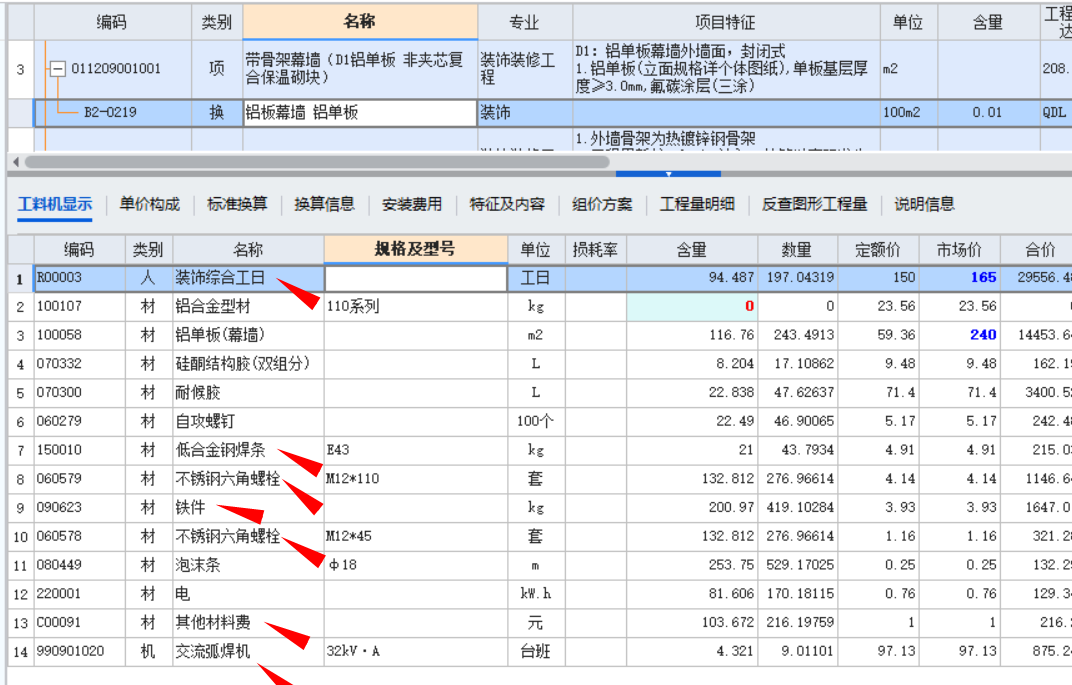 编码 类别 名称 专业 项目特征 单位 含量 工程
达
3 011209001001 项 带骨架幕墙（D1铝单板 非夹芯复合保温砌块） 装饰装修工程 D1: 铝单板幕墙外墙面，封闭式
1.铝单板(立面规格详个体图纸),单板基层厚度≥3.0mm,氟碳涂层(三涂) m2 208.
B2-0219 换 铝板幕墙 铝单板 装饰 100m2 0.01 QDL
1.外墙骨架为热镀锌钢骨架
工料机显示 单价构成 标准换算 换算信息 安装费用 特征及内容 组价方案 工程量明细 反查图形工程量 说明信息
编码 类别 名称 规格及型号 单位 损耗率 含量 数量 定额价 市场价 合价
1 R00003 人 装饰综合工日 工日 94.487 197.04319 150 165 29556.48
2 100107 材 铝合金型材 110系列 kg 0 0 23.56 23.56
3 100058 材 铝单板(幕墙) m2 116.76 243.4913 59.36 240 14453.64
4 070332 材 硅酮结构胶(双组分) L 8.204 17.10862 9.48 9.48 162.19
5 070300 材 耐候胶 L 22.838 47.62637 71.4 71.4 3400.52
6 060279 材 自攻螺钉 100个 22.49 46.90065 5.17 5.17 242.48
7 150010 材 低合金钢焊条 E43 kg 21 43.7934 4.91 4.91 215.03
8 060579 材 不锈钢六角螺栓 M12*110 套 132.812 276.96614 4.14 4.14 1146.64
9 090623 材 铁件 kg 200.97 419.10284 3.93 3.93 1647.0
10 060578 材 不锈钢六角螺栓 M12*45 套 132.812 276.96614 1.16 1.16 321.28
11 080449 材 泡沫条 φ18 m 253.75 529.17025 0.25 0.25 132.29
12 220001 材 电 kW.h 81.606 170.18115 0.76 0.76 129.34
13 C00091 材 其他材料费 元 103.672 216.19759 1 1 216.
14 990901020 机 交流弧焊机 32kV·A 台班 4.321 9.01101 97.13 97.13 875.24